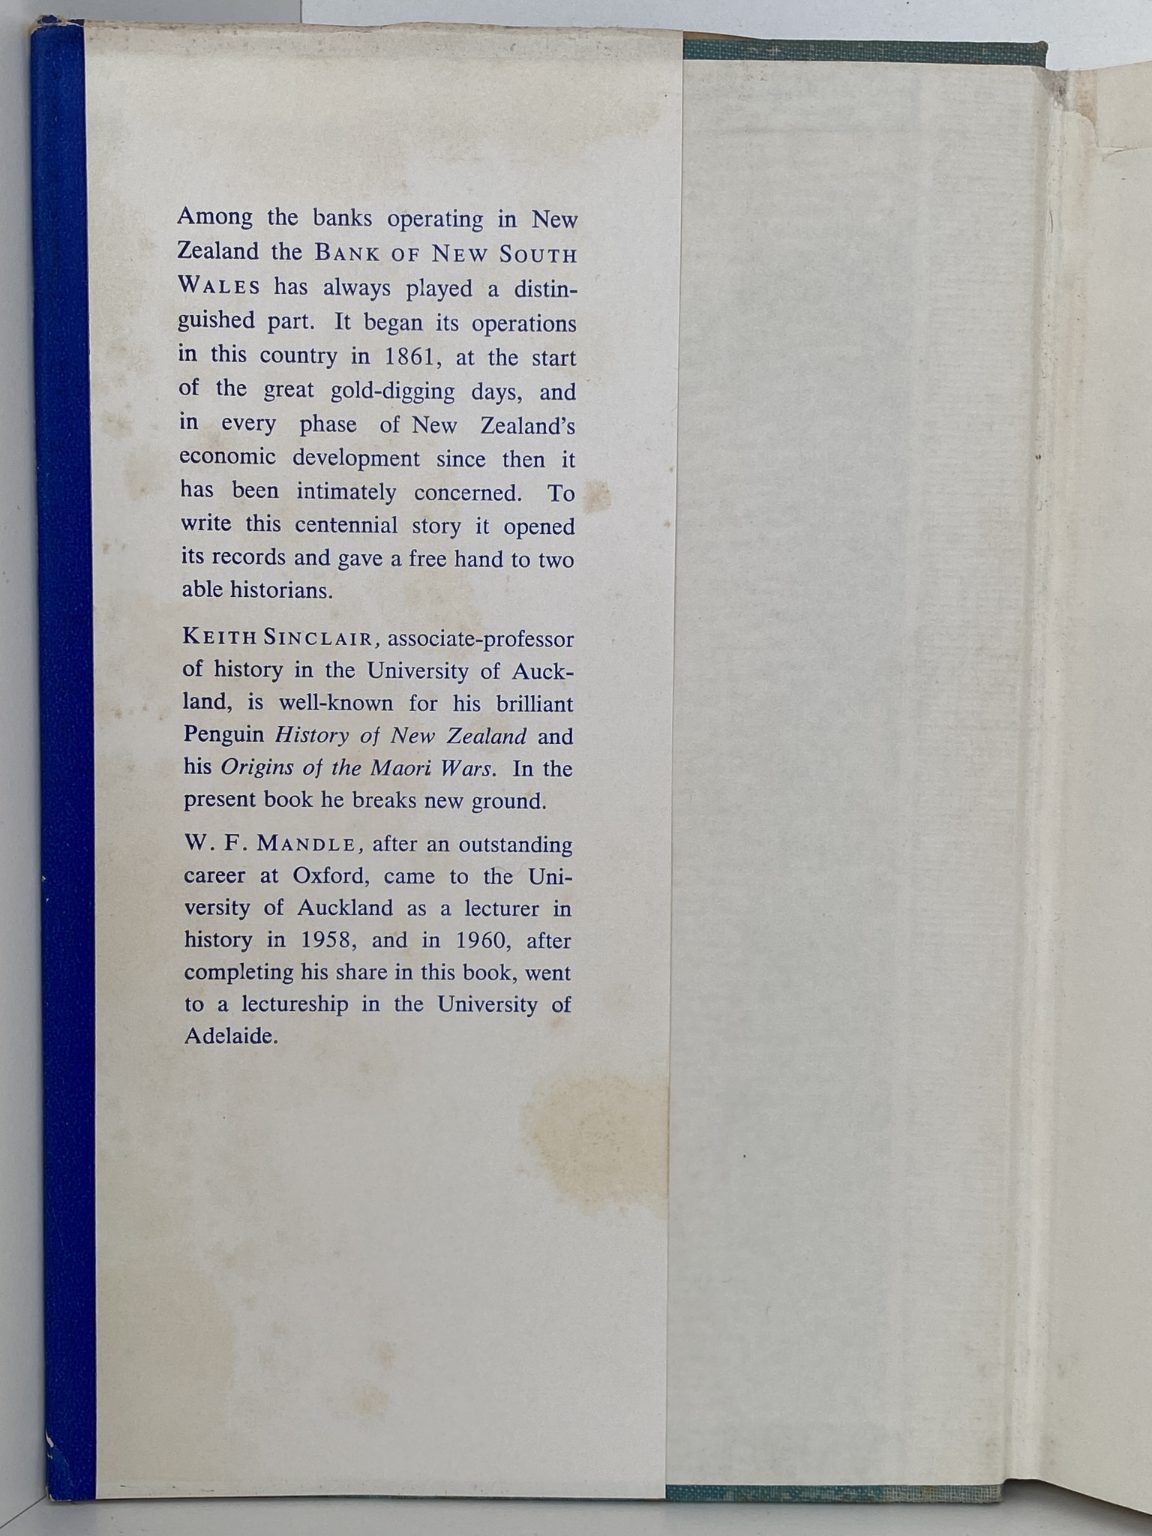 Among the banks operating in New
Zealand the BANK OF NEW SOUTH
WALES has always played a distin-
guished part. It began its operations
in this country in 1861, at the start
of the great gold-digging days, and
in every phase of New Zealand's
economic development since then it
has been intimately concerned. To
write this centennial story it opened
its records and gave a free hand to two
able historians.
KEITH SINCLAIR, associate-professor
of history in the University of Auck-
land, is well-known for his brilliant
Penguin History of New Zealand and
his Origins of the Maori Wars. In the
present book he breaks new ground.
W. F. MANDLE, after an outstanding
career at Oxford, came to the Uni-
versity of Auckland as a lecturer in
history in 1958, and in 1960, after
completing his share in this book, went
to a lectureship in the University of
Adelaide.